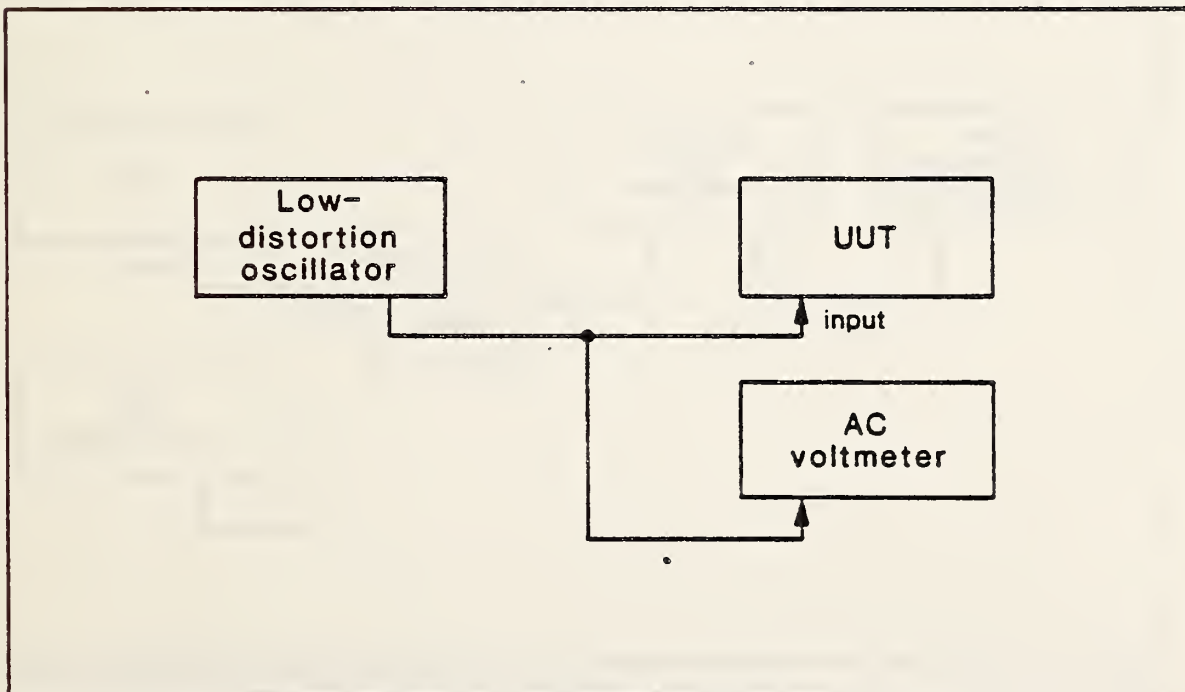 Low-
distortion
oscillator
UUT
input
AC
voltmeter